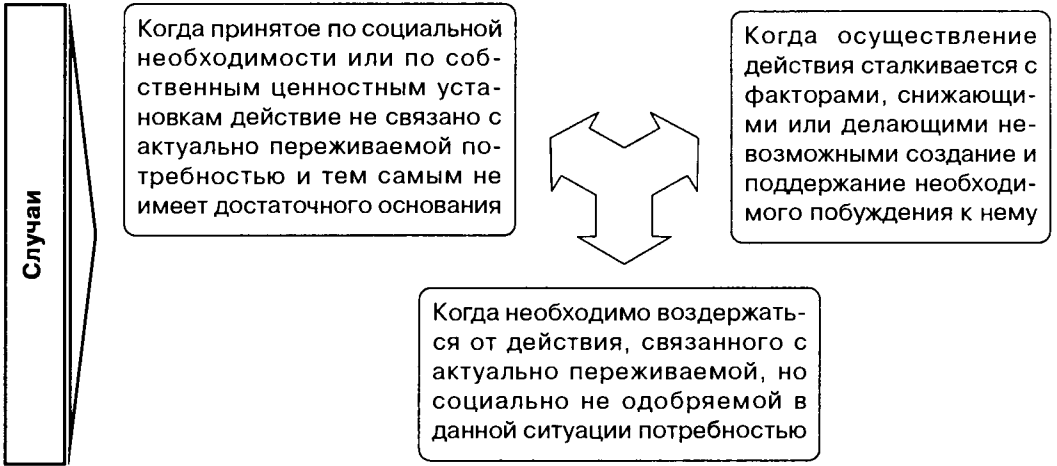 Случаи
Когда принятое по социальной
необходимости или по соб-
ственным ценностным уста-
новкам действие не связано с
актуально переживаемой по-
требностью и тем самым не
имеет достаточного основания
Когда осуществление
действия сталкивается с
факторами, снижающи-
ми или делающими не-
возможными создание и
поддержание необходи-
мого побуждения к нему
Когда необходимо воздержать-
ся от действия, связанного с
актуально переживаемой, но
социально не одобряемой в
данной ситуации потребностью